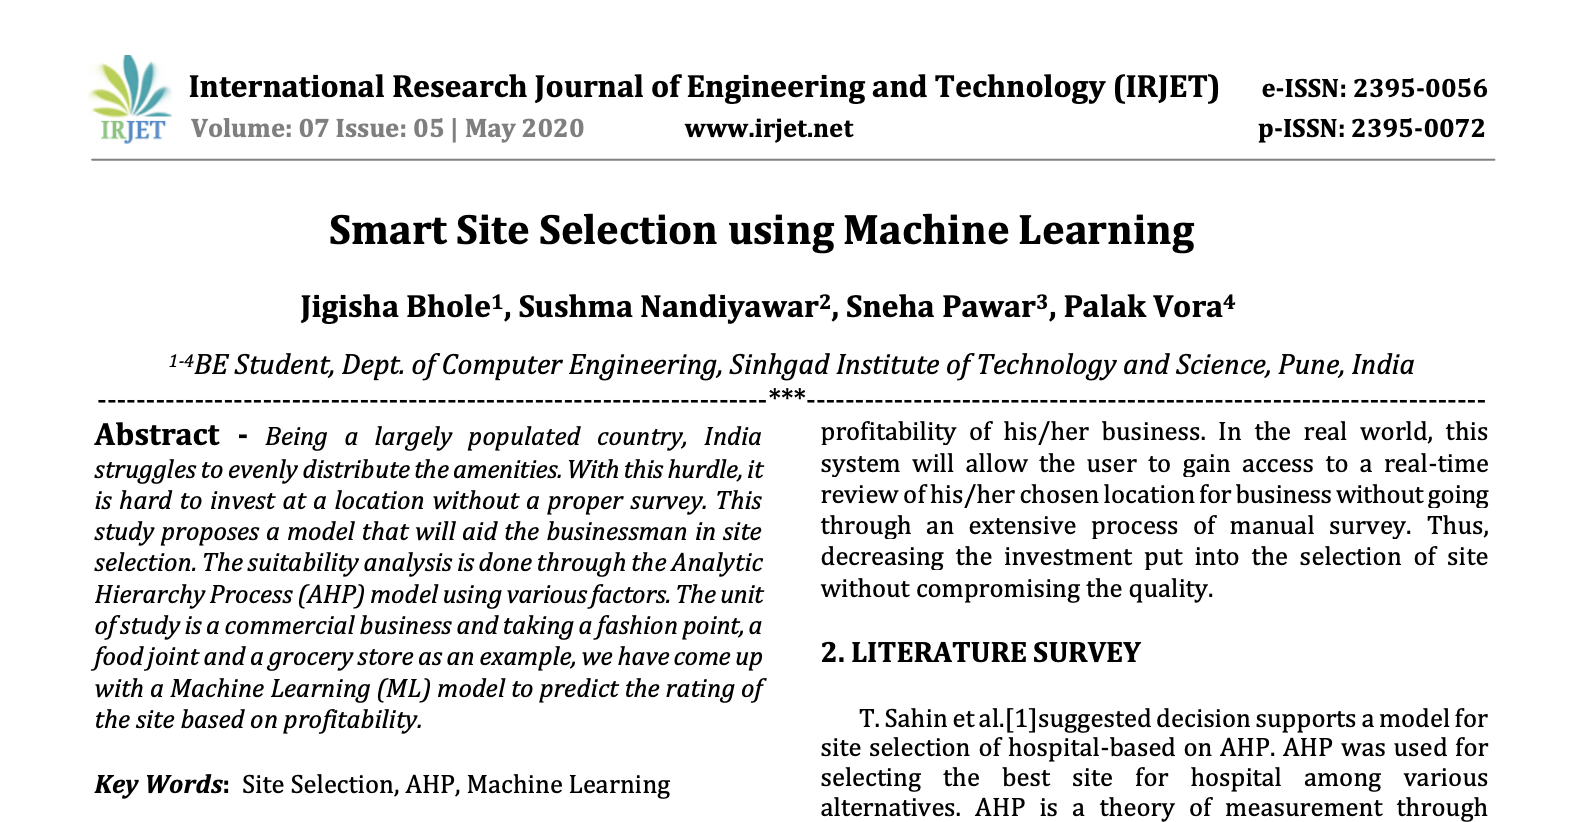 IRJET
International Research Journal of Engineering and Technology (IRJET)
e-ISSN: 2395-0056
Volume: 07 Issue: 05 | May 2020
www.irjet.net
p-ISSN: 2395-0072
Smart Site Selection using Machine Learning
Jigisha Bhole¹, Sushma Nandiyawar², Sneha Pawar³, Palak Vora⁴
¹⁻⁴BE Student, Dept. of Computer Engineering, Sinhgad Institute of Technology and Science, Pune, India
---------------------------------------------------------------------***----------------------------------------------------------------------
Abstract - Being a largely populated country, India
struggles to evenly distribute the amenities. With this hurdle, it
is hard to invest at a location without a proper survey. This
study proposes a model that will aid the businessman in site
selection. The suitability analysis is done through the Analytic
Hierarchy Process (AHP) model using various factors. The unit
of study is a commercial business and taking a fashion point, a
food joint and a grocery store as an example, we have come up
with a Machine Learning (ML) model to predict the rating of
the site based on profitability.
Key Words: Site Selection, AHP, Machine Learning
profitability of his/her business. In the real world, this
system will allow the user to gain access to a real-time
review of his/her chosen location for business without going
through an extensive process of manual survey. Thus,
decreasing the investment put into the selection of site
without compromising the quality.
2. LITERATURE SURVEY
T. Sahin et al.[1]suggested decision supports a model for
site selection of hospital-based on AHP. AHP was used for
selecting the best site for hospital among various
alternatives. AHP is a theory of measurement through